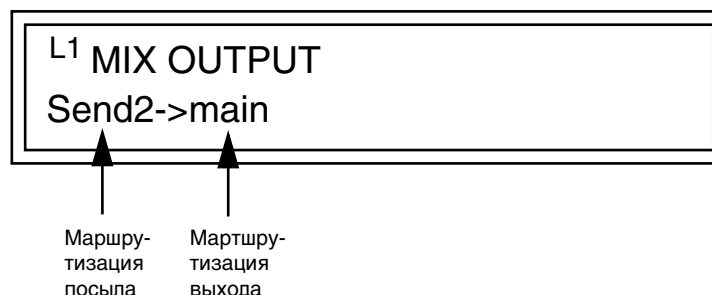 L1 MIX OUTPUT
Send2->main
Маршру-
тизация
посыла
Мартшру-
тизация
выхода